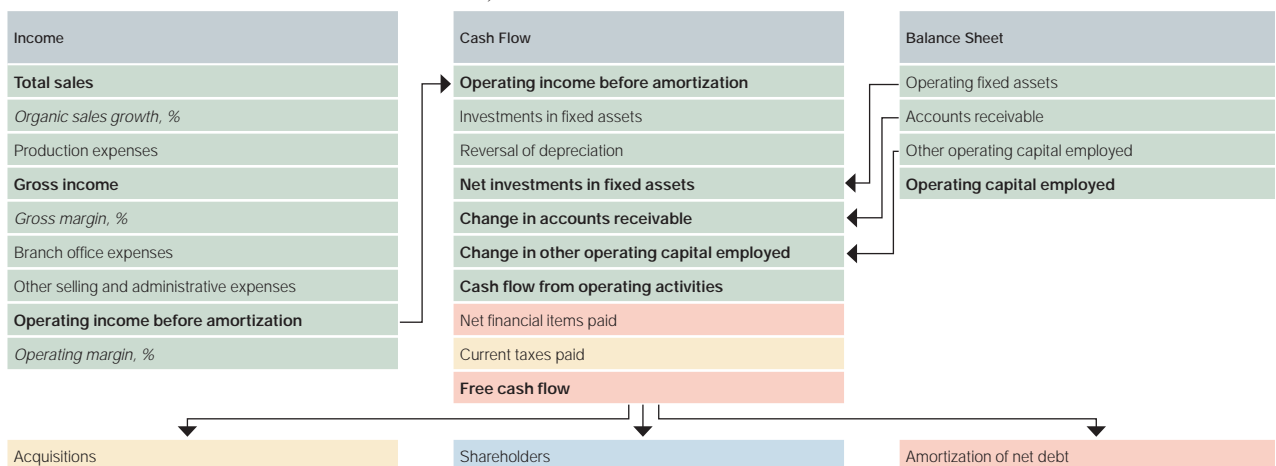 Income
Total sales
Organic sales growth, %
Production expenses
Gross income
Gross margin, %
Branch office expenses
Other selling and administrative expenses
Operating income before amortization
Operating margin, %
Cash Flow
Operating income before amortization
Investments in fixed assets
Reversal of depreciation
Net investments in fixed assets
Change in accounts receivable
Change in other operating capital employed
Cash flow from operating activities
Net financial items paid
Current taxes paid
Free cash flow
Balance Sheet
Operating fixed assets
Accounts receivable
Other operating capital employed
Operating capital employed
Acquisitions
Shareholders
Amortization of net debt